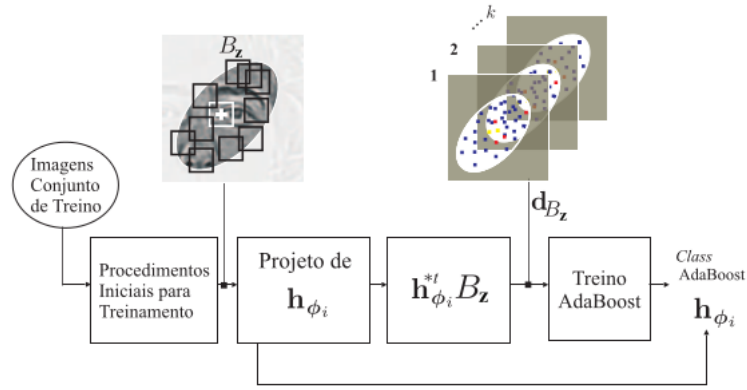 k
2
1
B_z
d_{B_z}
Imagens
Conjunto
de Treino
Procedimentos
Iniciais para
Treinamento
Projeto de
h_{ϕ_i}
h_{ϕ_i}^{*t} B_z
Treino
AdaBoost
Class
AdaBoost
h_{ϕ_i}